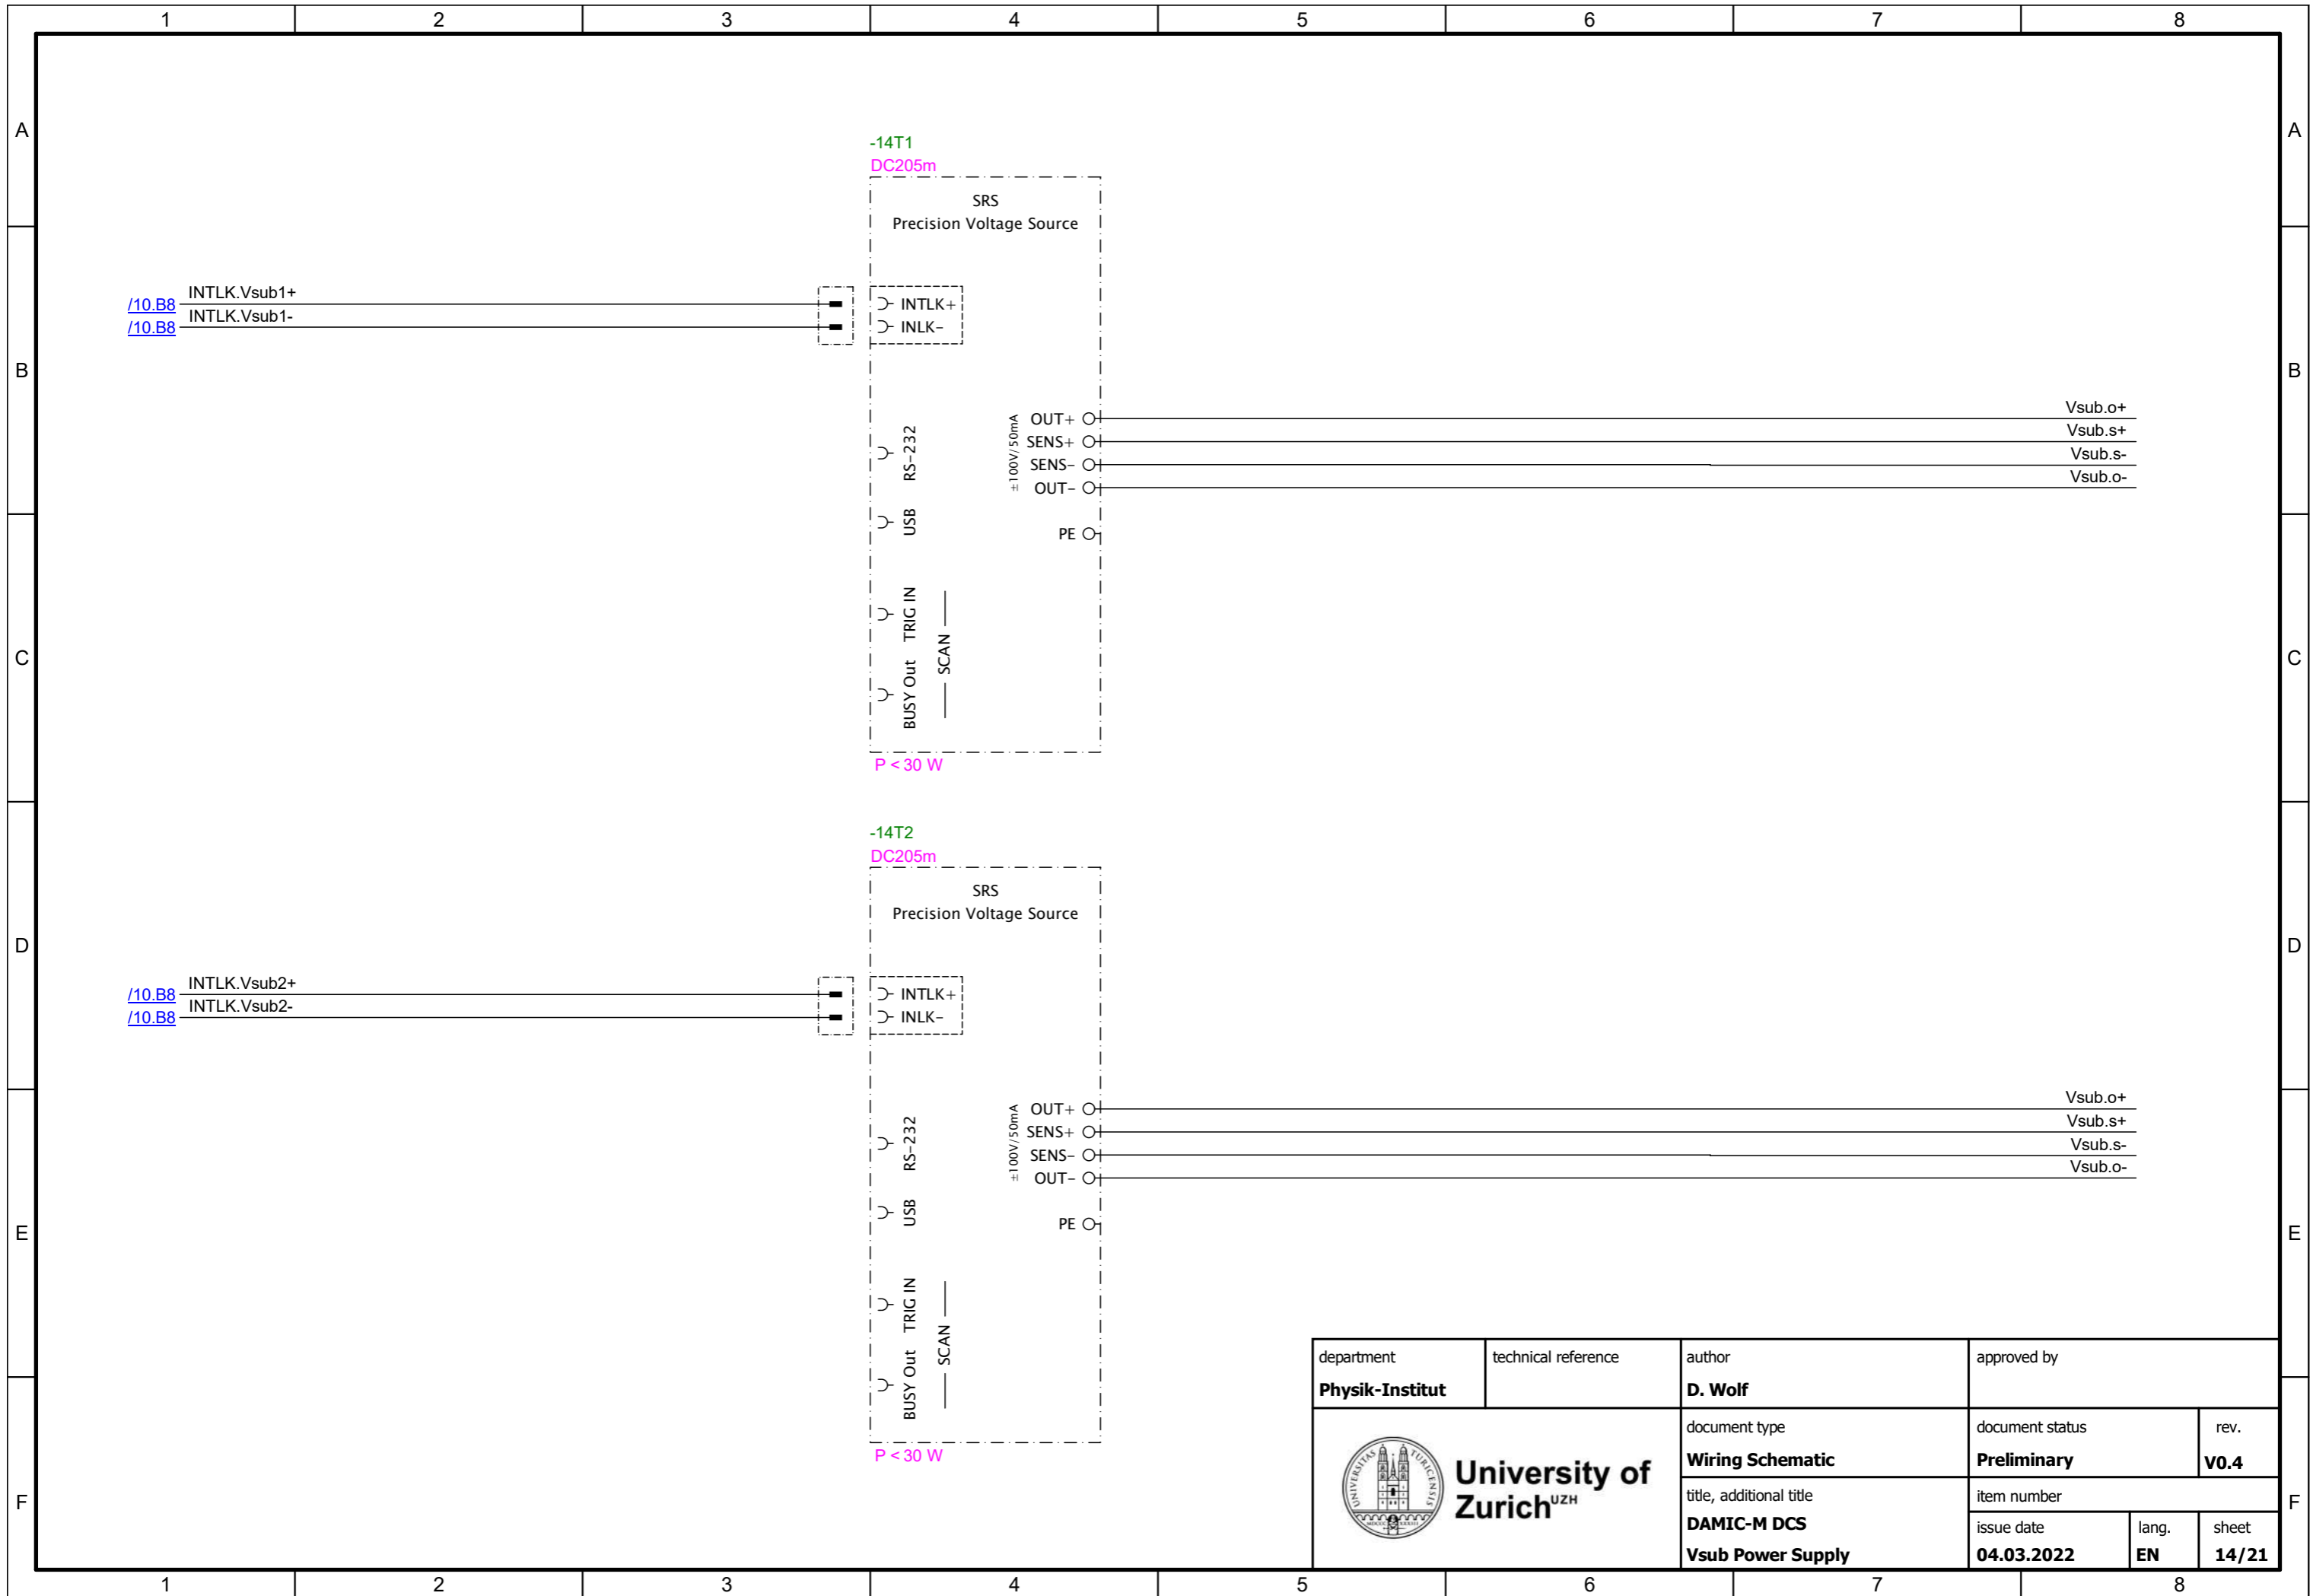 1 2 3 4 5 6 7 8
A A
-14T1
DC205m
SRS
Precision Voltage Source
/10.B8 INTLK.Vsub1+
/10.B8 INTLK.Vsub1-
INTLK+
INLK-
B B
RS-232
USB
TRIG IN
BUSY Out
SCAN
±100V/50mA
OUT+
SENS+
SENS-
OUT-
PE
Vsub.o+
Vsub.s+
Vsub.s-
Vsub.o-
C C
P < 30 W
-14T2
DC205m
SRS
Precision Voltage Source
D D
/10.B8 INTLK.Vsub2+
/10.B8 INTLK.Vsub2-
INTLK+
INLK-
RS-232
USB
TRIG IN
BUSY Out
SCAN
±100V/50mA
OUT+
SENS+
SENS-
OUT-
PE
Vsub.o+
Vsub.s+
Vsub.s-
Vsub.o-
E E
P < 30 W
F F
department
Physik-Institut
technical reference
author
D. Wolf
approved by
UNIVERSITAS TURICENSIS
MDCCC XXXIII
University of
Zurich UZH
document type
Wiring Schematic
document status
Preliminary
rev.
V0.4
title, additional title
DAMIC-M DCS
Vsub Power Supply
item number
issue date
04.03.2022
lang.
EN
sheet
14/21
1 2 3 4 5 6 7 8